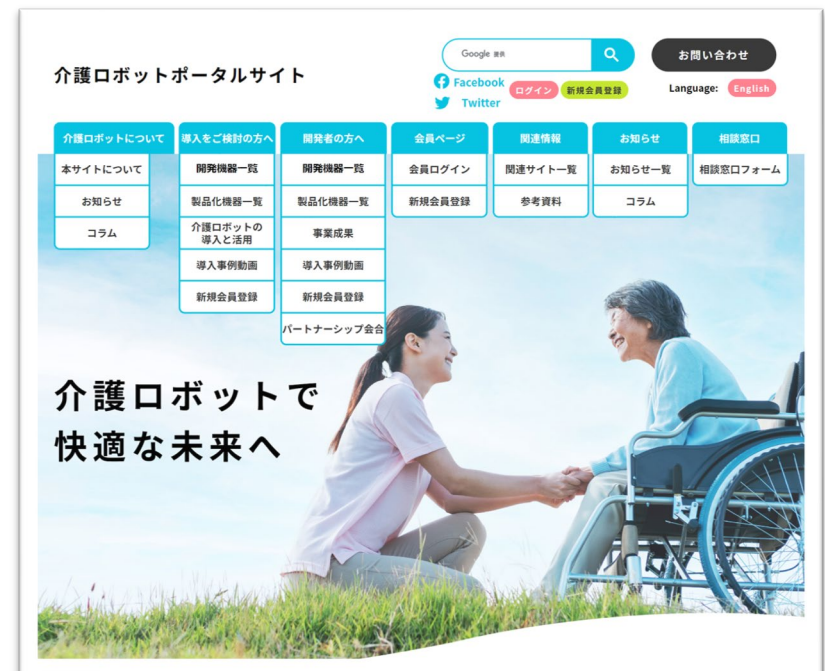 介護ロボットポータルサイト
Google 提供
お問い合わせ
Facebook
Twitter
ログイン
新規会員登録
Language: English
介護ロボットについて
本サイトについて
お知らせ
コラム
導入をご検討の方へ
開発機器一覧
製品化機器一覧
介護ロボットの
導入と活用
導入事例動画
新規会員登録
開発者の方へ
開発機器一覧
製品化機器一覧
事業成果
導入事例動画
新規会員登録
パートナーシップ会合
会員ページ
会員ログイン
新規会員登録
関連情報
関連サイト一覧
参考資料
お知らせ
お知らせ一覧
コラム
相談窓口
相談窓口フォーム
介護ロボットで
快適な未来へ